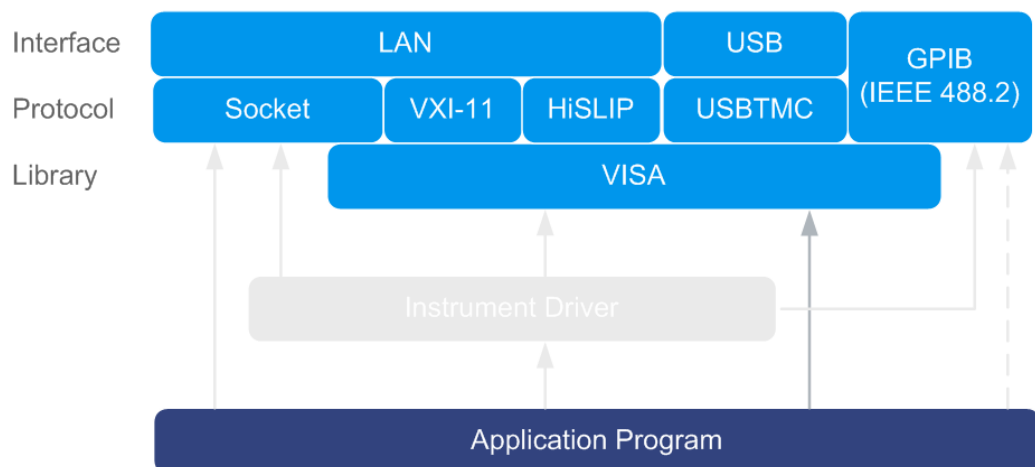 Interface
LAN
USB
GPIB
(IEEE 488.2)
Protocol
Socket
VXI-11
HiSLIP
USBTMC
Library
VISA
Instrument Driver
Application Program